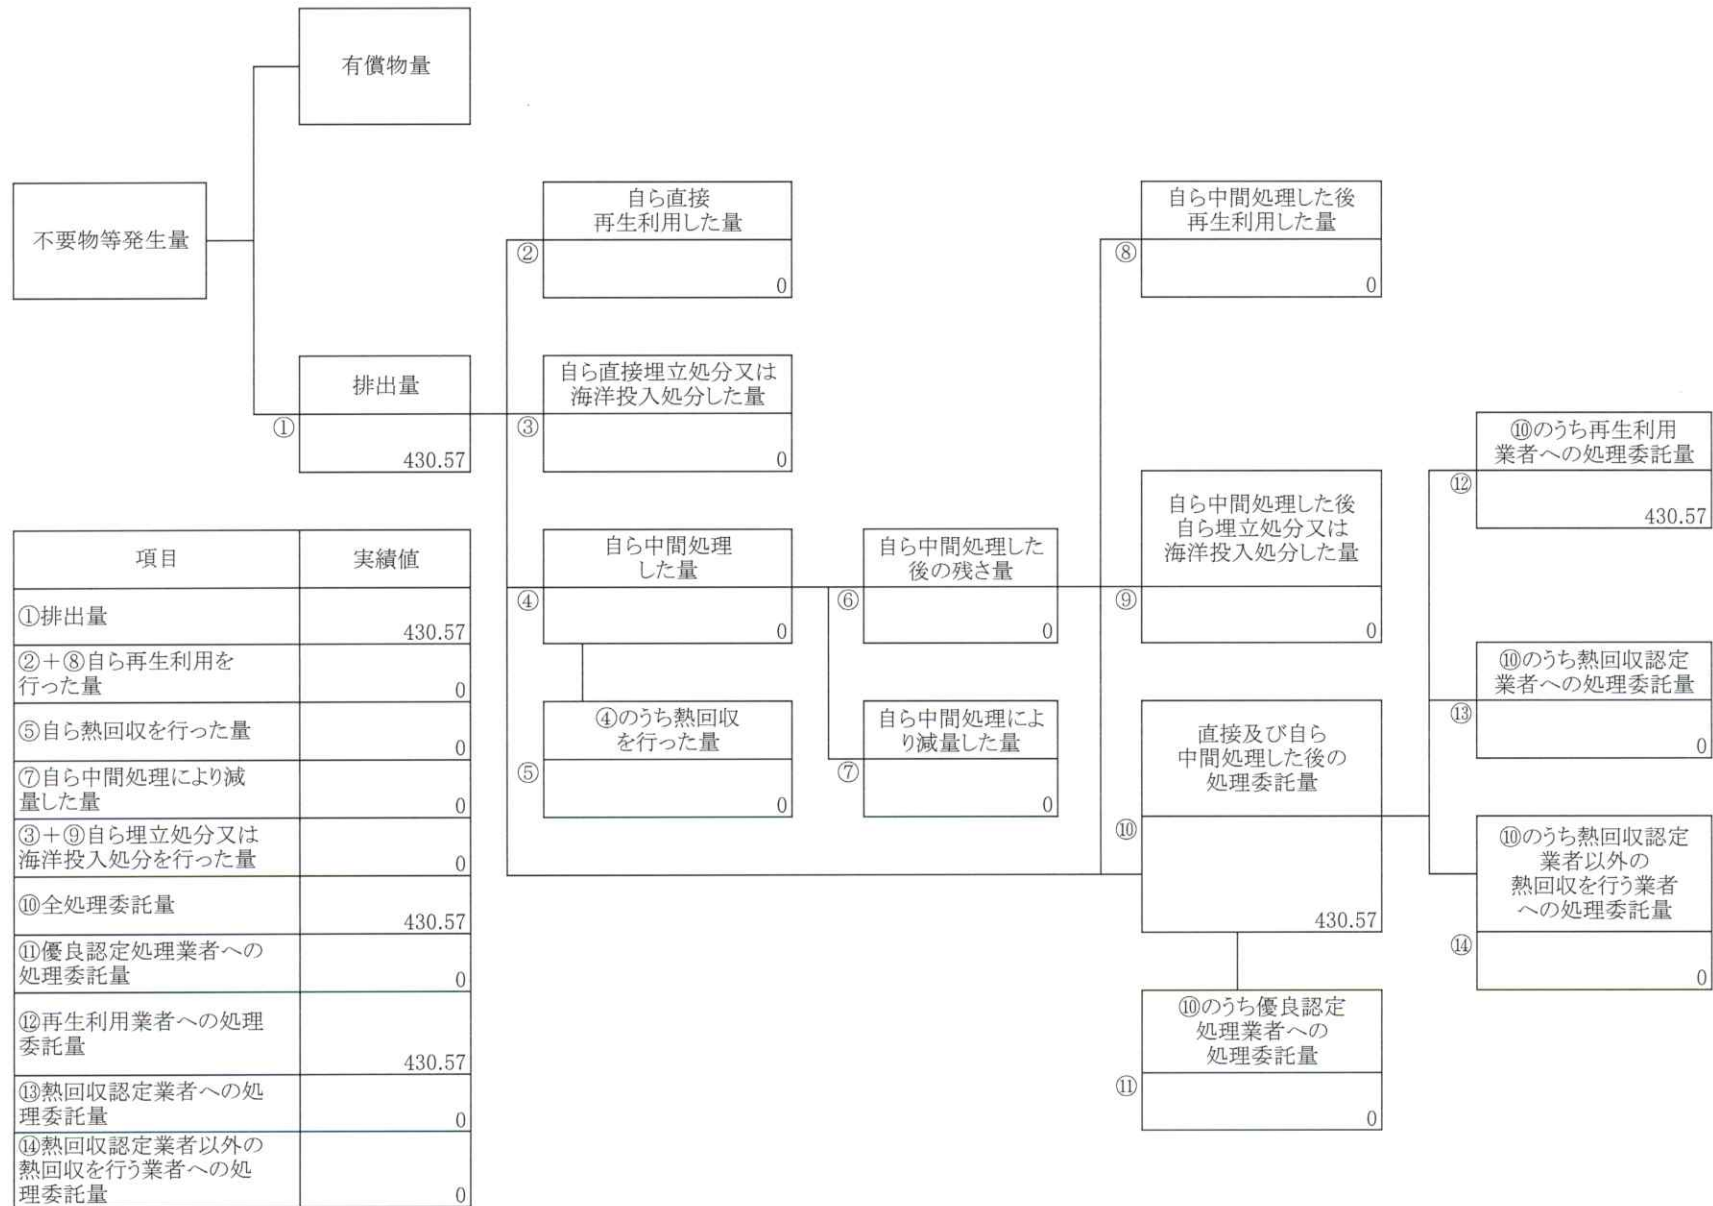 有償物量
不要物等発生量
排出量
①
430.57
自ら直接
再生利用した量
②
0
自ら直接埋立処分又は
海洋投入処分した量
③
0
自ら中間処理
した量
④
0
④のうち熱回収
を行った量
⑤
0
自ら中間処理した
後の残さ量
⑥
0
自ら中間処理によ
り減量した量
⑦
0
自ら中間処理した後
再生利用した量
⑧
0
自ら中間処理した後
自ら埋立処分又は
海洋投入処分した量
⑨
0
直接及び自ら
中間処理した後の
処理委託量
⑩
430.57
⑩のうち優良認定
処理業者への
処理委託量
⑪
0
⑩のうち再生利用
業者への処理委託量
⑫
430.57
⑩のうち熱回収認定
業者への処理委託量
⑬
0
⑩のうち熱回収認定
業者以外の
熱回収を行う業者
への処理委託量
⑭
0
項目 実績値
①排出量
430.57
②+⑧自ら再生利用を
行った量
0
⑤自ら熱回収を行った量
0
⑦自ら中間処理により減
量した量
0
③+⑨自ら埋立処分又は
海洋投入処分を行った量
0
⑩全処理委託量
430.57
⑪優良認定処理業者への
処理委託量
0
⑫再生利用業者への処理
委託量
430.57
⑬熱回収認定業者への処
理委託量
0
⑭熱回収認定業者以外の
熱回収を行う業者への処
理委託量
0